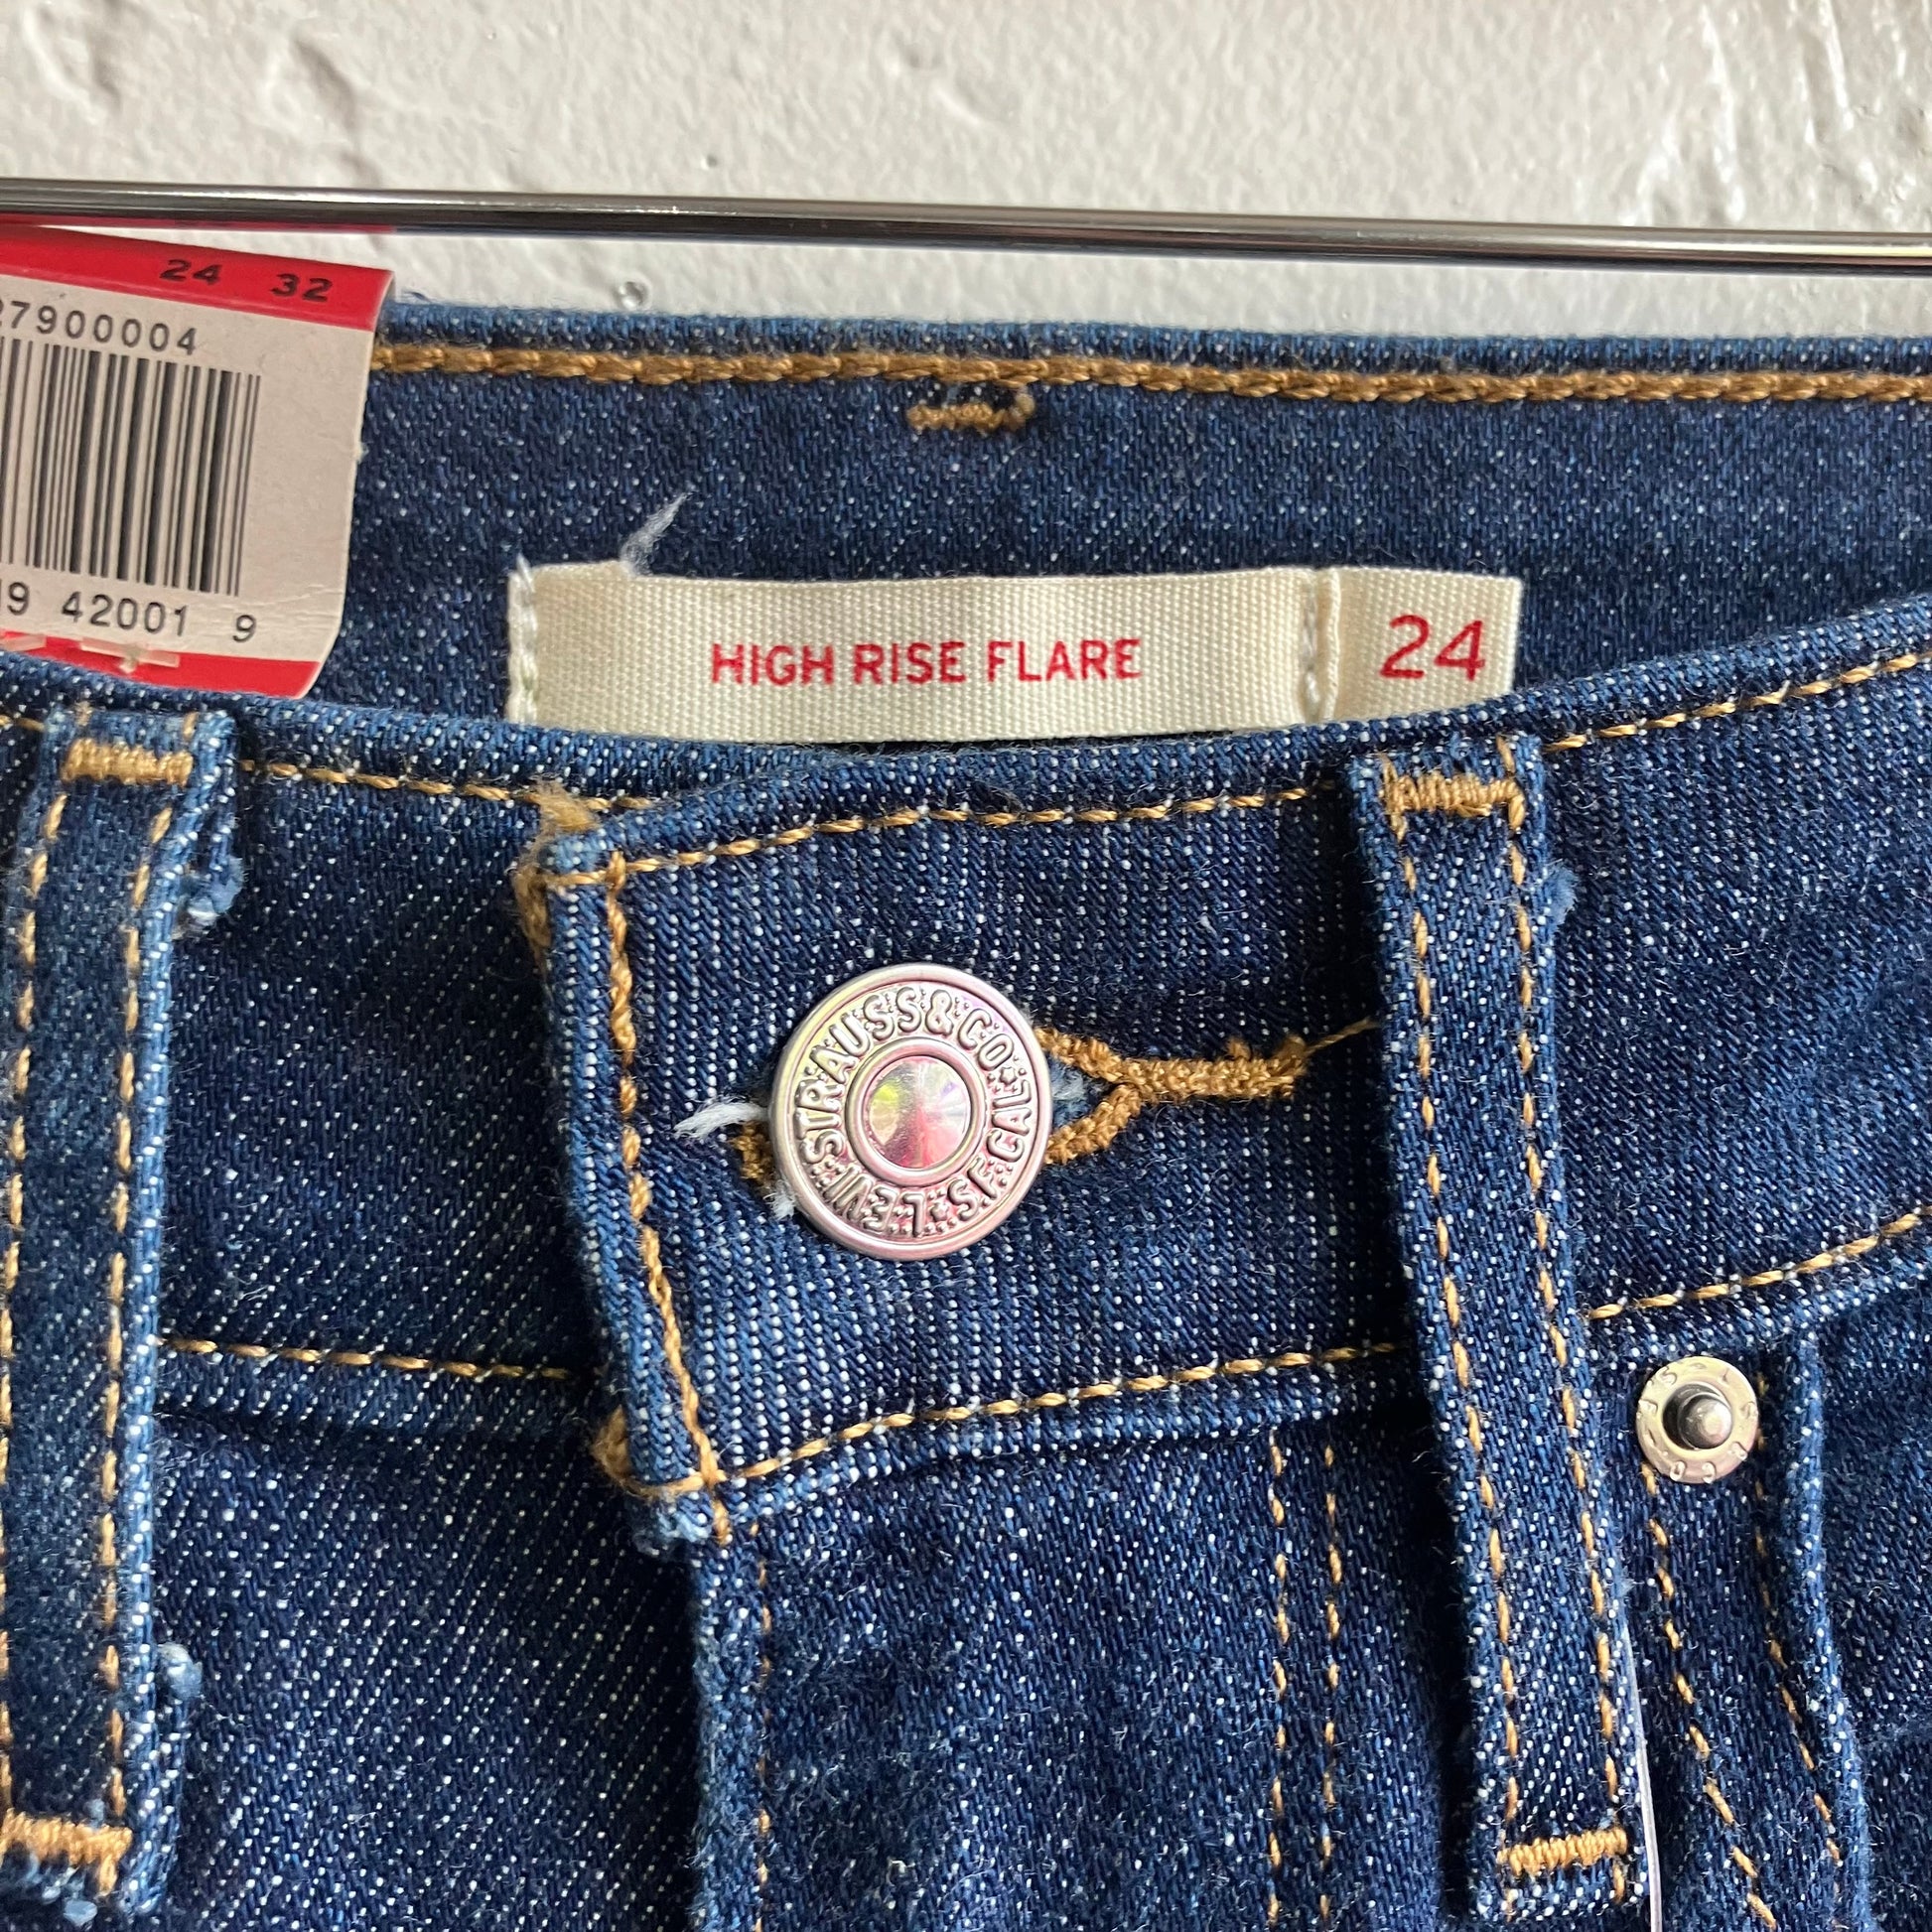 24 32
27900004
19 42001 9
HIGH RISE FLARE 24
LEVI STRAUSS & CO. S.F. CAL.